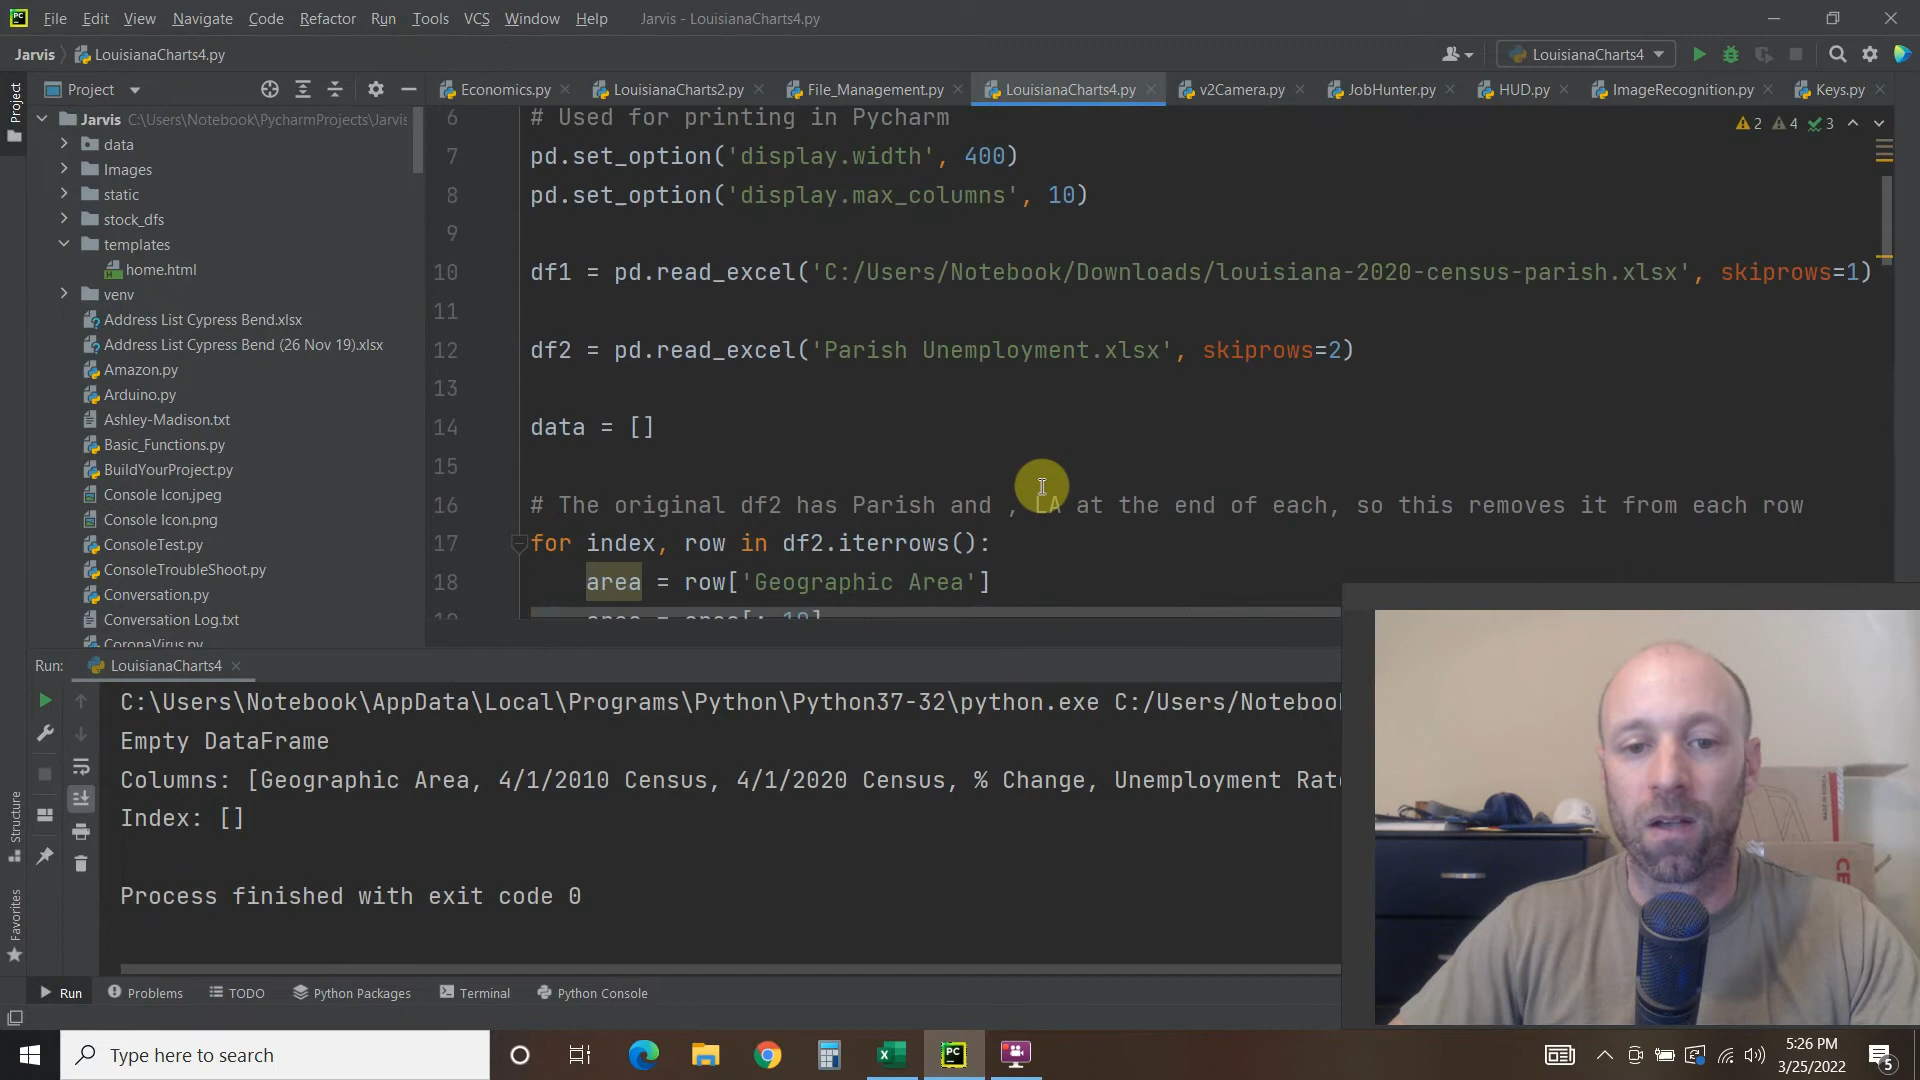 File Edit View Navigate Code Refactor Run Tools VCS Window Help Jarvis - LouisianaCharts4.py
Jarvis LouisianaCharts4.py LouisianaCharts4
Project
Project Economics.py LouisianaCharts2.py File_Management.py LouisianaCharts4.py v2Camera.py JobHunter.py HUD.py ImageRecognition.py Keys.py
Jarvis C:\Users\Notebook\PycharmProjects\Jarvis
data
Images
static
stock_dfs
templates
home.html
venv
Address List Cypress Bend.xlsx
Address List Cypress Bend (26 Nov 19).xlsx
Amazon.py
Arduino.py
Ashley-Madison.txt
Basic_Functions.py
BuildYourProject.py
Console Icon.jpeg
Console Icon.png
ConsoleTest.py
ConsoleTroubleShoot.py
Conversation.py
Conversation Log.txt
CoronaVirus.py
2 4 3
6 # Used for printing in Pycharm
7 pd.set_option('display.width', 400)
8 pd.set_option('display.max_columns', 10)
9
10 df1 = pd.read_excel('C:/Users/Notebook/Downloads/louisiana-2020-census-parish.xlsx', skiprows=1)
11
12 df2 = pd.read_excel('Parish Unemployment.xlsx', skiprows=2)
13
14 data = []
15
16 # The original df2 has Parish and , LA at the end of each, so this removes it from each row
17 for index, row in df2.iterrows():
18 area = row['Geographic Area']
Run: LouisianaCharts4
C:\Users\Notebook\AppData\Local\Programs\Python\Python37-32\python.exe C:/Users/Notebook
Empty DataFrame
Columns: [Geographic Area, 4/1/2010 Census, 4/1/2020 Census, % Change, Unemployment Rat
Index: []
Process finished with exit code 0
Structure
Favorites
Run Problems TODO Python Packages Terminal Python Console
Type here to search
PC
5:26 PM
3/25/2022
5